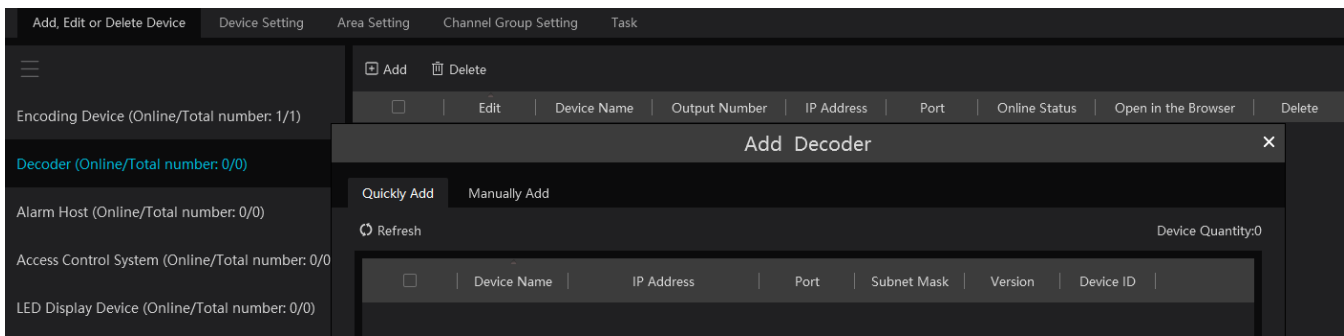 Add, Edit or Delete Device Device Setting Area Setting Channel Group Setting Task
Add Delete
Edit Device Name Output Number IP Address Port Online Status Open in the Browser Delete
Encoding Device (Online/Total number: 1/1)
Decoder (Online/Total number: 0/0)
Alarm Host (Online/Total number: 0/0)
Access Control System (Online/Total number: 0/0
LED Display Device (Online/Total number: 0/0)
Add Decoder
Quickly Add Manually Add
Refresh Device Quantity:0
Device Name IP Address Port Subnet Mask Version Device ID